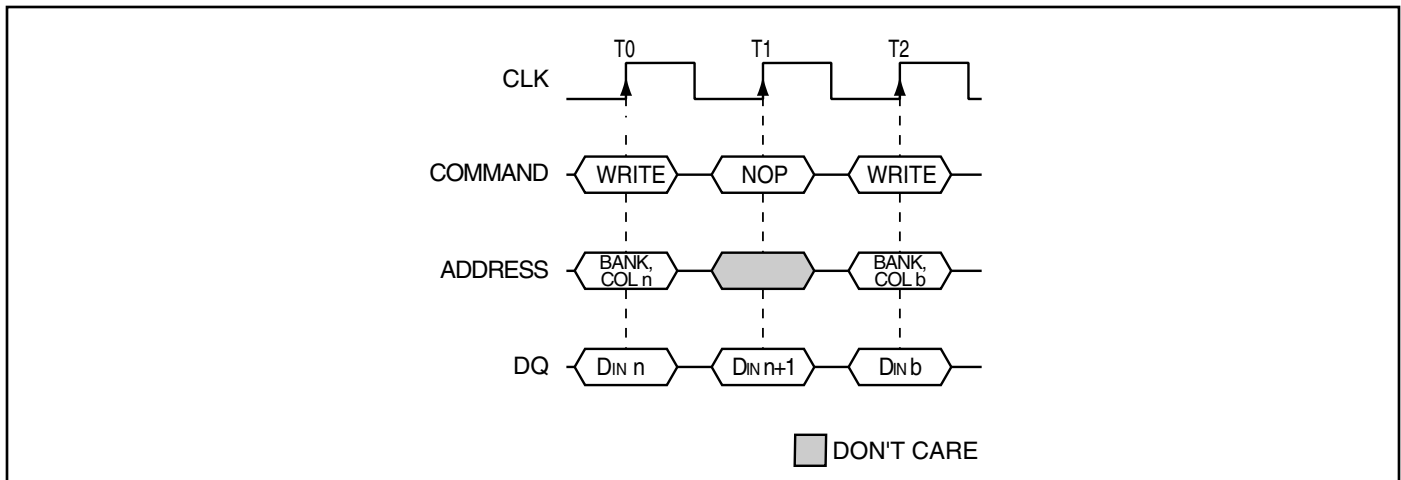 T0 T1 T2
CLK
COMMAND WRITE NOP WRITE
ADDRESS BANK, COL n BANK, COL b
DQ DIN n DIN n+1 DIN b
DON'T CARE